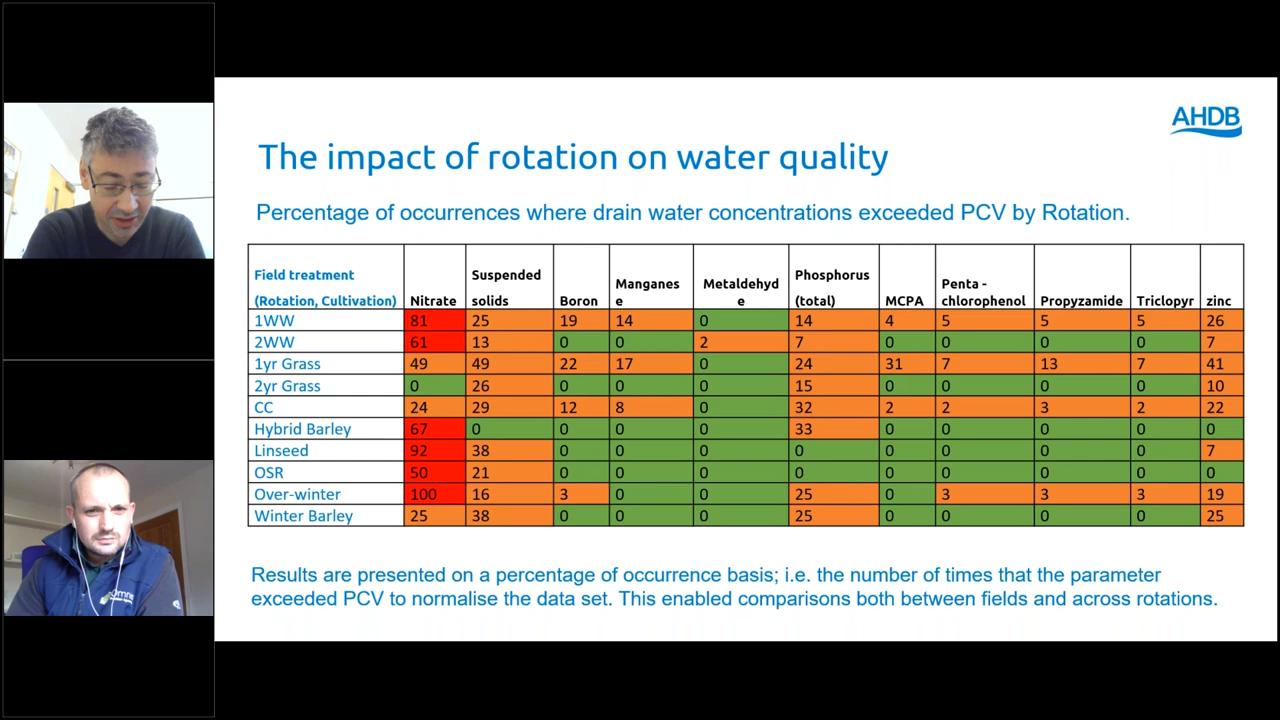 AHDB
The impact of rotation on water quality
Percentage of occurrences where drain water concentrations exceeded PCV by Rotation.
Field treatment (Rotation, Cultivation) Nitrate Suspended solids Boron Manganes e Metaldehyd e Phosphorus (total) MCPA Penta - chlorophenol Propyzamide Triclopyr zinc
1WW 81 25 19 14 0 14 4 5 5 5 26
2WW 61 13 0 0 2 7 0 0 0 0 7
1yr Grass 49 49 22 17 0 24 31 7 13 7 41
2yr Grass 0 26 0 0 0 15 0 0 0 0 10
CC 24 29 12 8 0 32 2 2 3 2 22
Hybrid Barley 67 0 0 0 0 33 0 0 0 0 0
Linseed 92 38 0 0 0 0 0 0 0 0 7
OSR 50 21 0 0 0 0 0 0 0 0 0
Over-winter 100 16 3 0 0 25 0 3 3 3 19
Winter Barley 25 38 0 0 0 25 0 0 0 0 25
Results are presented on a percentage of occurrence basis; i.e. the number of times that the parameter
exceeded PCV to normalise the data set. This enabled comparisons both between fields and across rotations.